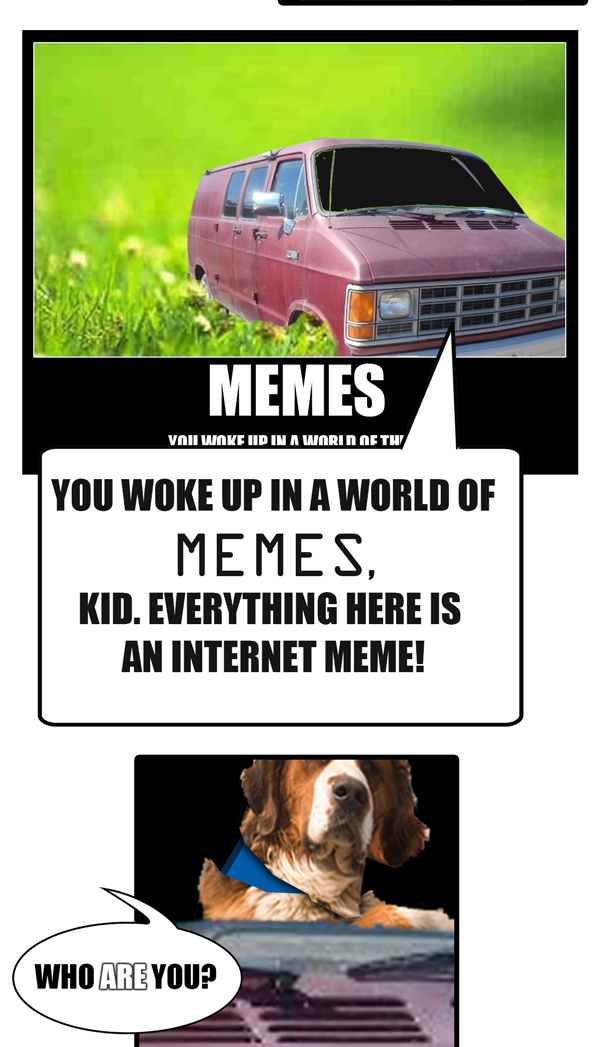 MEMES
YOU WOKE UP IN A WORLD OF
YOU WOKE UP IN A WORLD OF
MEMES,
KID. EVERYTHING HERE IS
AN INTERNET MEME!
WHO ARE YOU?